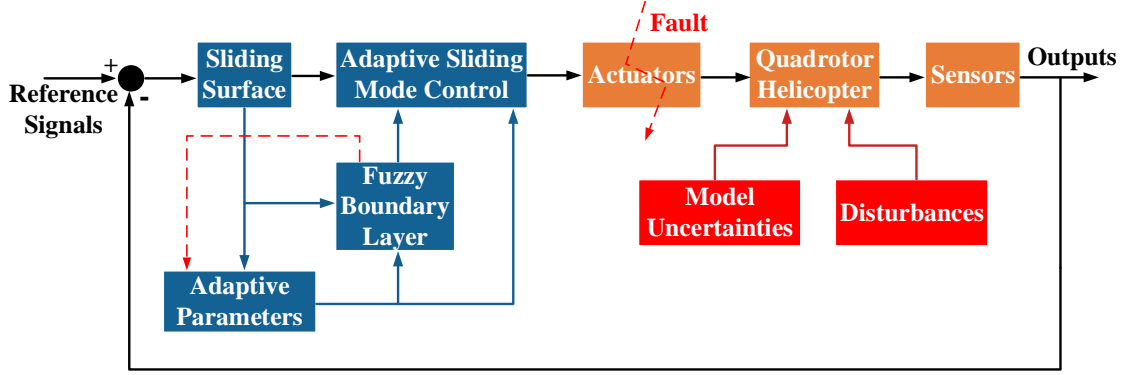 Fault
+
-
Reference
Signals
Sliding
Surface
Adaptive Sliding
Mode Control
Actuators
Quadrotor
Helicopter
Sensors
Outputs
Fuzzy
Boundary
Layer
Model
Uncertainties
Disturbances
Adaptive
Parameters